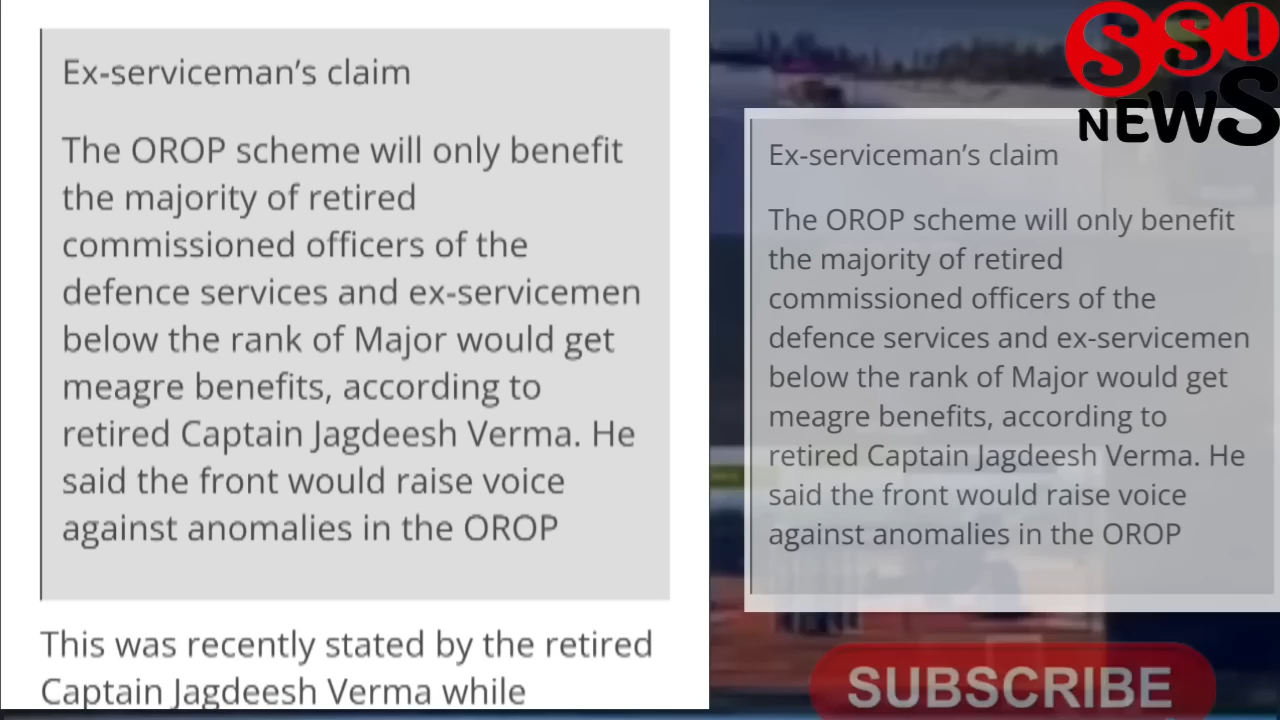 Ex-serviceman’s claim
The OROP scheme will only benefit
the majority of retired
commissioned officers of the
defence services and ex-servicemen
below the rank of Major would get
meagre benefits, according to
retired Captain Jagdeesh Verma. He
said the front would raise voice
against anomalies in the OROP
This was recently stated by the retired
Captain Jagdeesh Verma while
SSI
NEWS
Ex-serviceman’s claim
The OROP scheme will only benefit
the majority of retired
commissioned officers of the
defence services and ex-servicemen
below the rank of Major would get
meagre benefits, according to
retired Captain Jagdeesh Verma. He
said the front would raise voice
against anomalies in the OROP
SUBSCRIBE